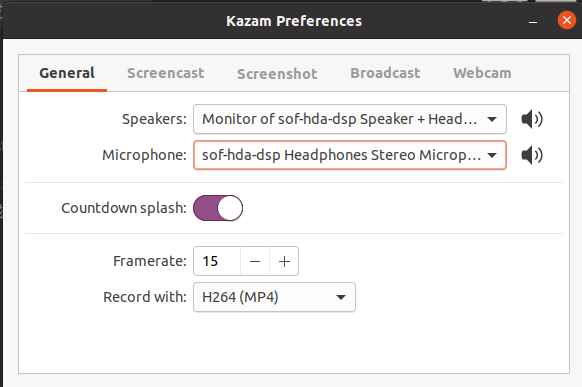 Kazam Preferences
General Screencast Screenshot Broadcast Webcam
Speakers: Monitor of sof-hda-dsp Speaker + Head...
Microphone: sof-hda-dsp Headphones Stereo Microp...
Countdown splash:
Framerate: 15 − +
Record with: H264 (MP4)